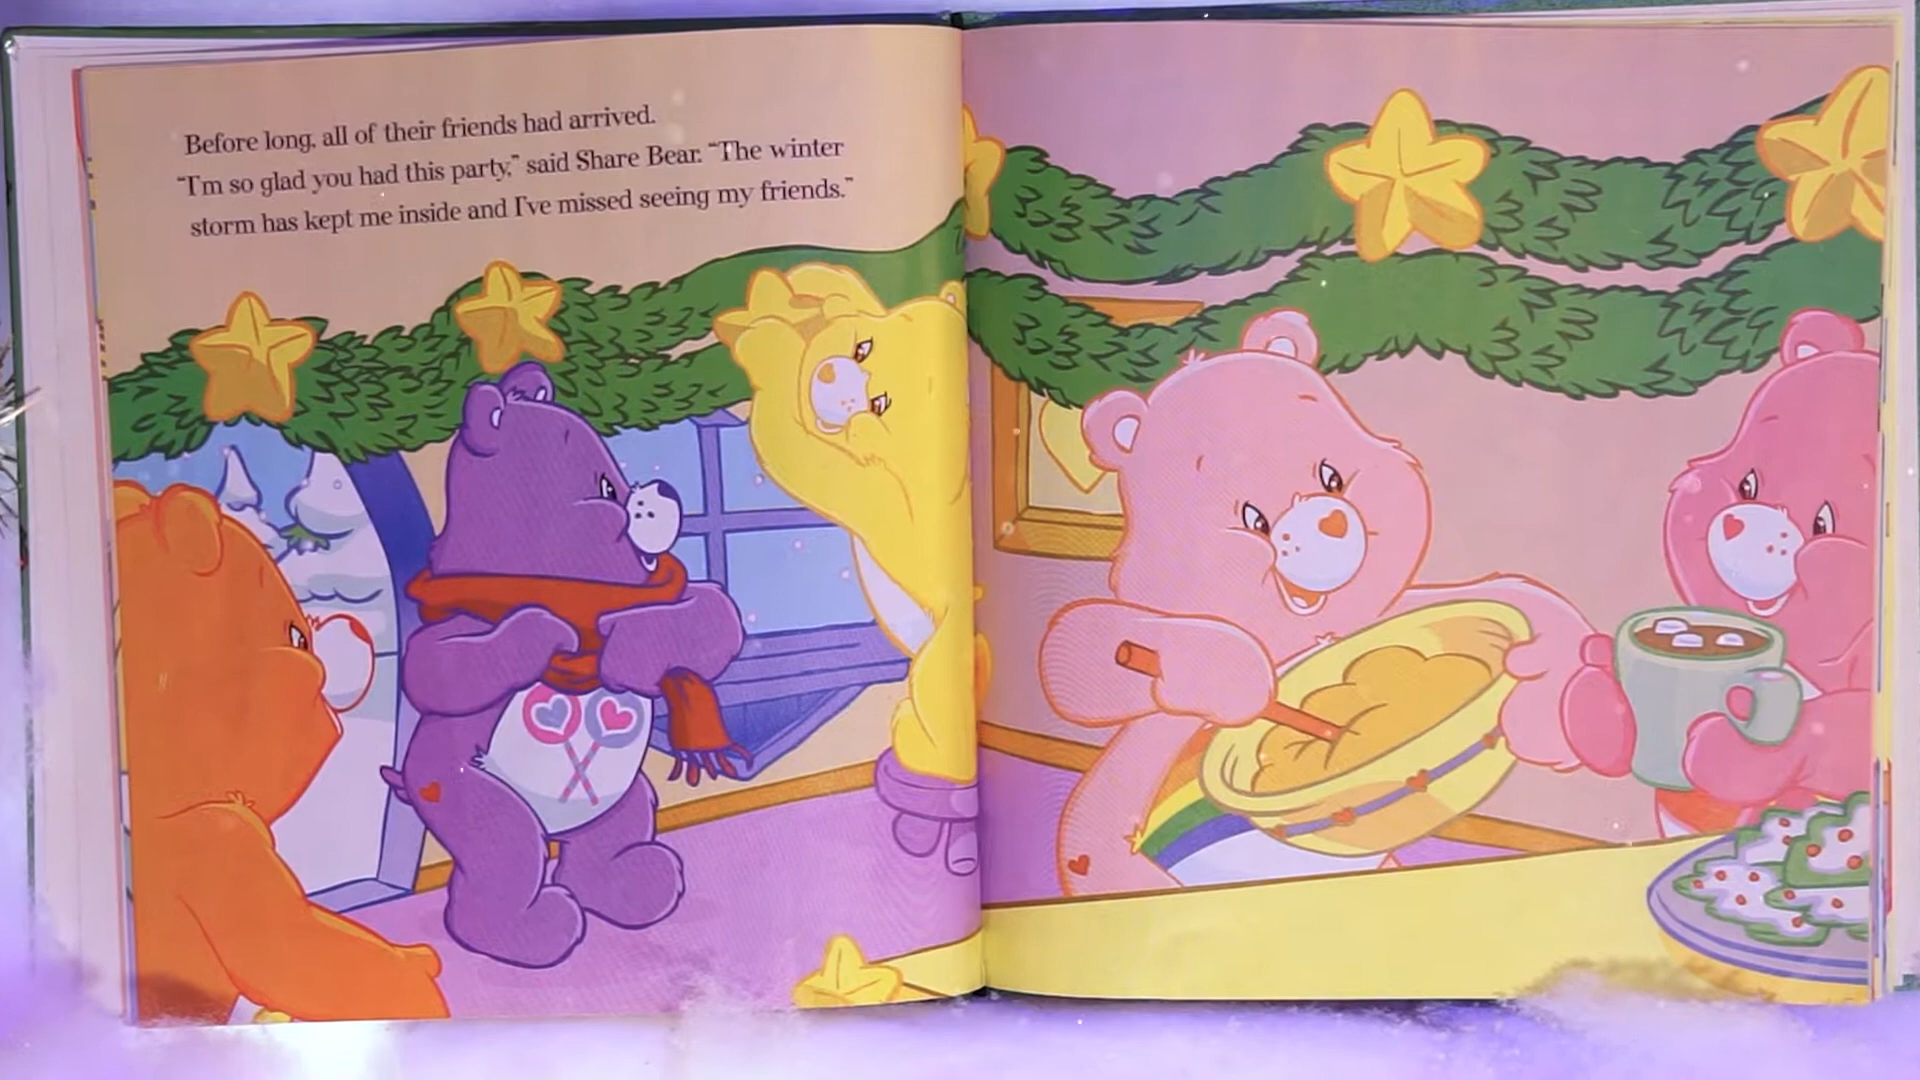 Before long, all of their friends had arrived.
“I'm so glad you had this party,” said Share Bear. “The winter
storm has kept me inside and I've missed seeing my friends.”